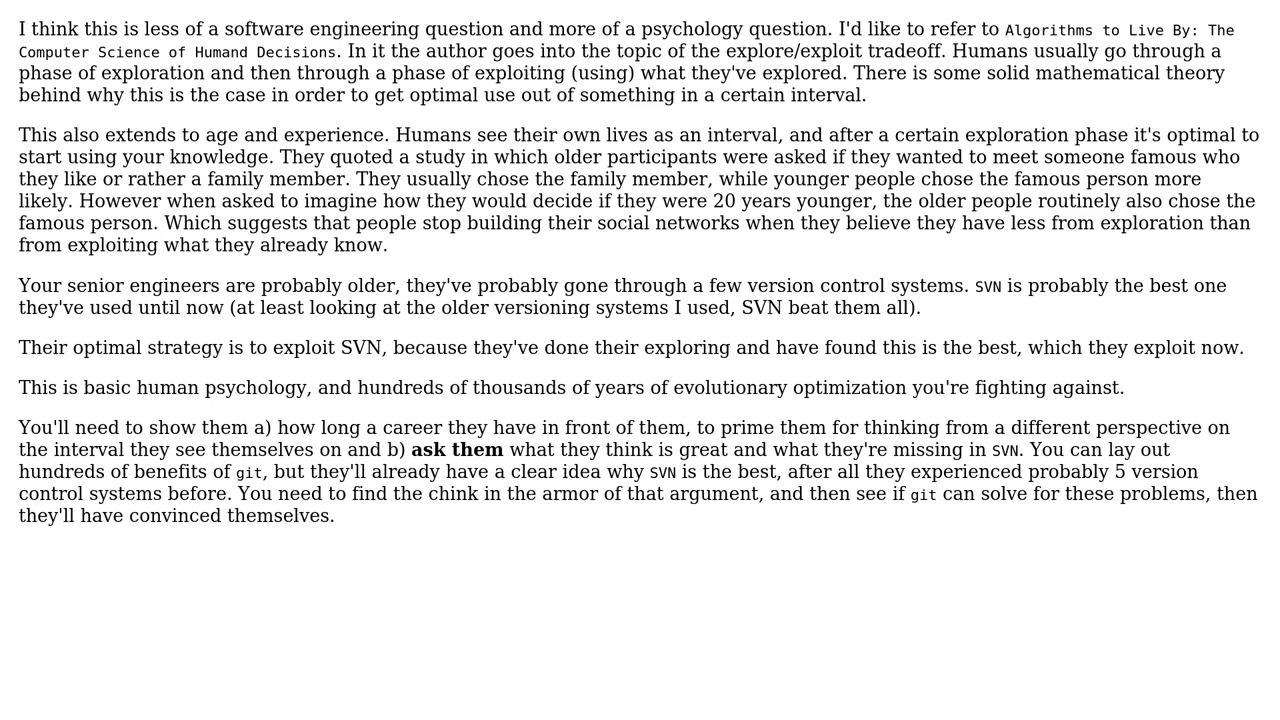 I think this is less of a software engineering question and more of a psychology question. I'd like to refer to Algorithms to Live By: The
Computer Science of Humand Decisions. In it the author goes into the topic of the explore/exploit tradeoff. Humans usually go through a
phase of exploration and then through a phase of exploiting (using) what they've explored. There is some solid mathematical theory
behind why this is the case in order to get optimal use out of something in a certain interval.
This also extends to age and experience. Humans see their own lives as an interval, and after a certain exploration phase it's optimal to
start using your knowledge. They quoted a study in which older participants were asked if they wanted to meet someone famous who
they like or rather a family member. They usually chose the family member, while younger people chose the famous person more
likely. However when asked to imagine how they would decide if they were 20 years younger, the older people routinely also chose the
famous person. Which suggests that people stop building their social networks when they believe they have less from exploration than
from exploiting what they already know.
Your senior engineers are probably older, they've probably gone through a few version control systems. SVN is probably the best one
they've used until now (at least looking at the older versioning systems I used, SVN beat them all).
Their optimal strategy is to exploit SVN, because they've done their exploring and have found this is the best, which they exploit now.
This is basic human psychology, and hundreds of thousands of years of evolutionary optimization you're fighting against.
You'll need to show them a) how long a career they have in front of them, to prime them for thinking from a different perspective on
the interval they see themselves on and b) ask them what they think is great and what they're missing in SVN. You can lay out
hundreds of benefits of git, but they'll already have a clear idea why SVN is the best, after all they experienced probably 5 version
control systems before. You need to find the chink in the armor of that argument, and then see if git can solve for these problems, then
they'll have convinced themselves.